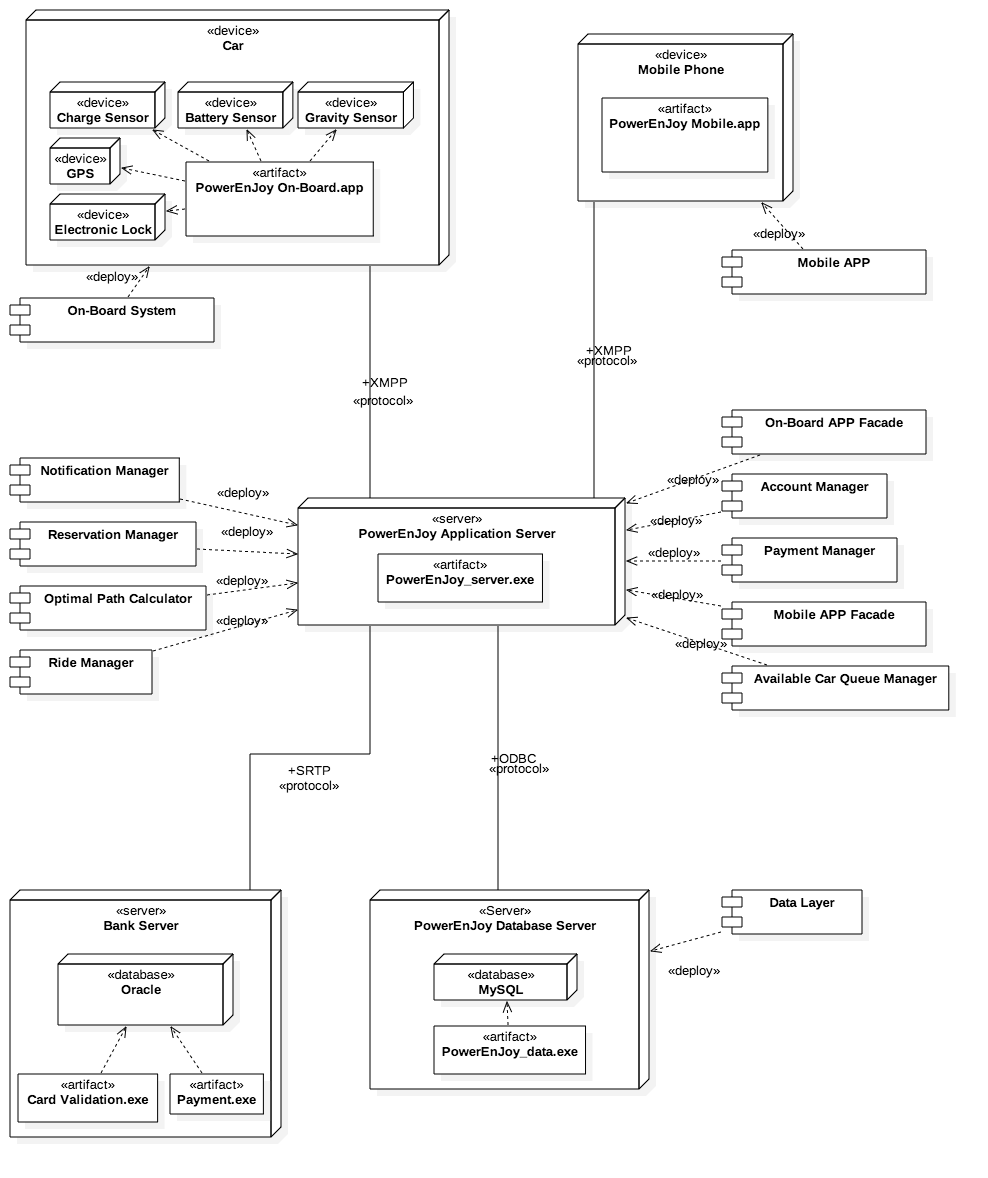 «device»
Car
«device»
Charge Sensor
«device»
Battery Sensor
«device»
Gravity Sensor
«device»
GPS
«artifact»
PowerEnJoy On-Board.app
«device»
Electronic Lock
«deploy»
On-Board System
«device»
Mobile Phone
«artifact»
PowerEnJoy Mobile.app
«deploy»
Mobile APP
+XMPP
«protocol»
+XMPP
«protocol»
Notification Manager
«deploy»
Reservation Manager
«deploy»
Optimal Path Calculator
«deploy»
Ride Manager
«deploy»
«server»
PowerEnJoy Application Server
«artifact»
PowerEnJoy_server.exe
On-Board APP Facade
«deploy»
Account Manager
«deploy»
Payment Manager
«deploy»
Mobile APP Facade
«deploy»
Available Car Queue Manager
«deploy»
+SRTP
«protocol»
+ODBC
«protocol»
«server»
Bank Server
«database»
Oracle
«artifact»
Card Validation.exe
«artifact»
Payment.exe
«Server»
PowerEnJoy Database Server
«database»
MySQL
«artifact»
PowerEnJoy_data.exe
Data Layer
«deploy»